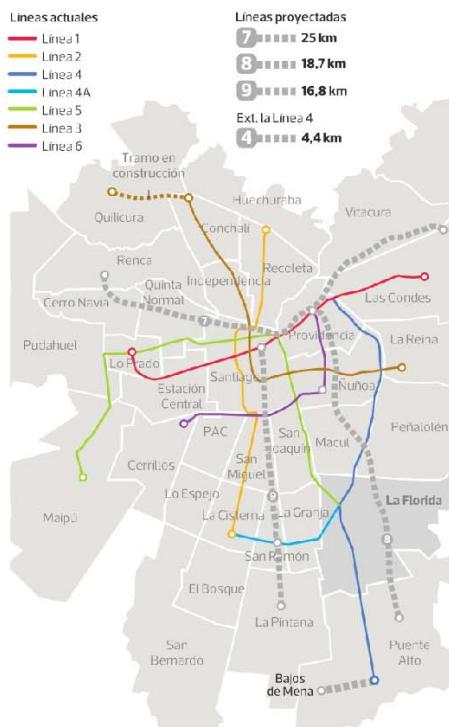 Líneas actuales
Línea 1
Línea 2
Línea 4
Línea 4A
Línea 5
Línea 3
Línea 6
Líneas proyectadas
7 25 km
8 18,7 km
9 16,8 km
Ext. la Línea 4
4 4,4 km
Tramo en
construcción
Huechuraba
Vitacura
Quilicura
Conchalí
Renca
Recoleta
Independencia
Quinta
Normal
Las Condes
Cerro Navia
7
Providencia
Pudahuel
La Reina
Lo Prado
Santiago
Ñuñoa
Estación
Central
Peñalolén
PAC
San
Joaquín
Macul
Cerrillos
San
Miguel
Lo Espejo
9
La Florida
Maipú
La Cisterna
La Granja
8
San Ramón
El Bosque
La Pintana
Puente
Alto
San
Bernardo
Bajos
de Mena